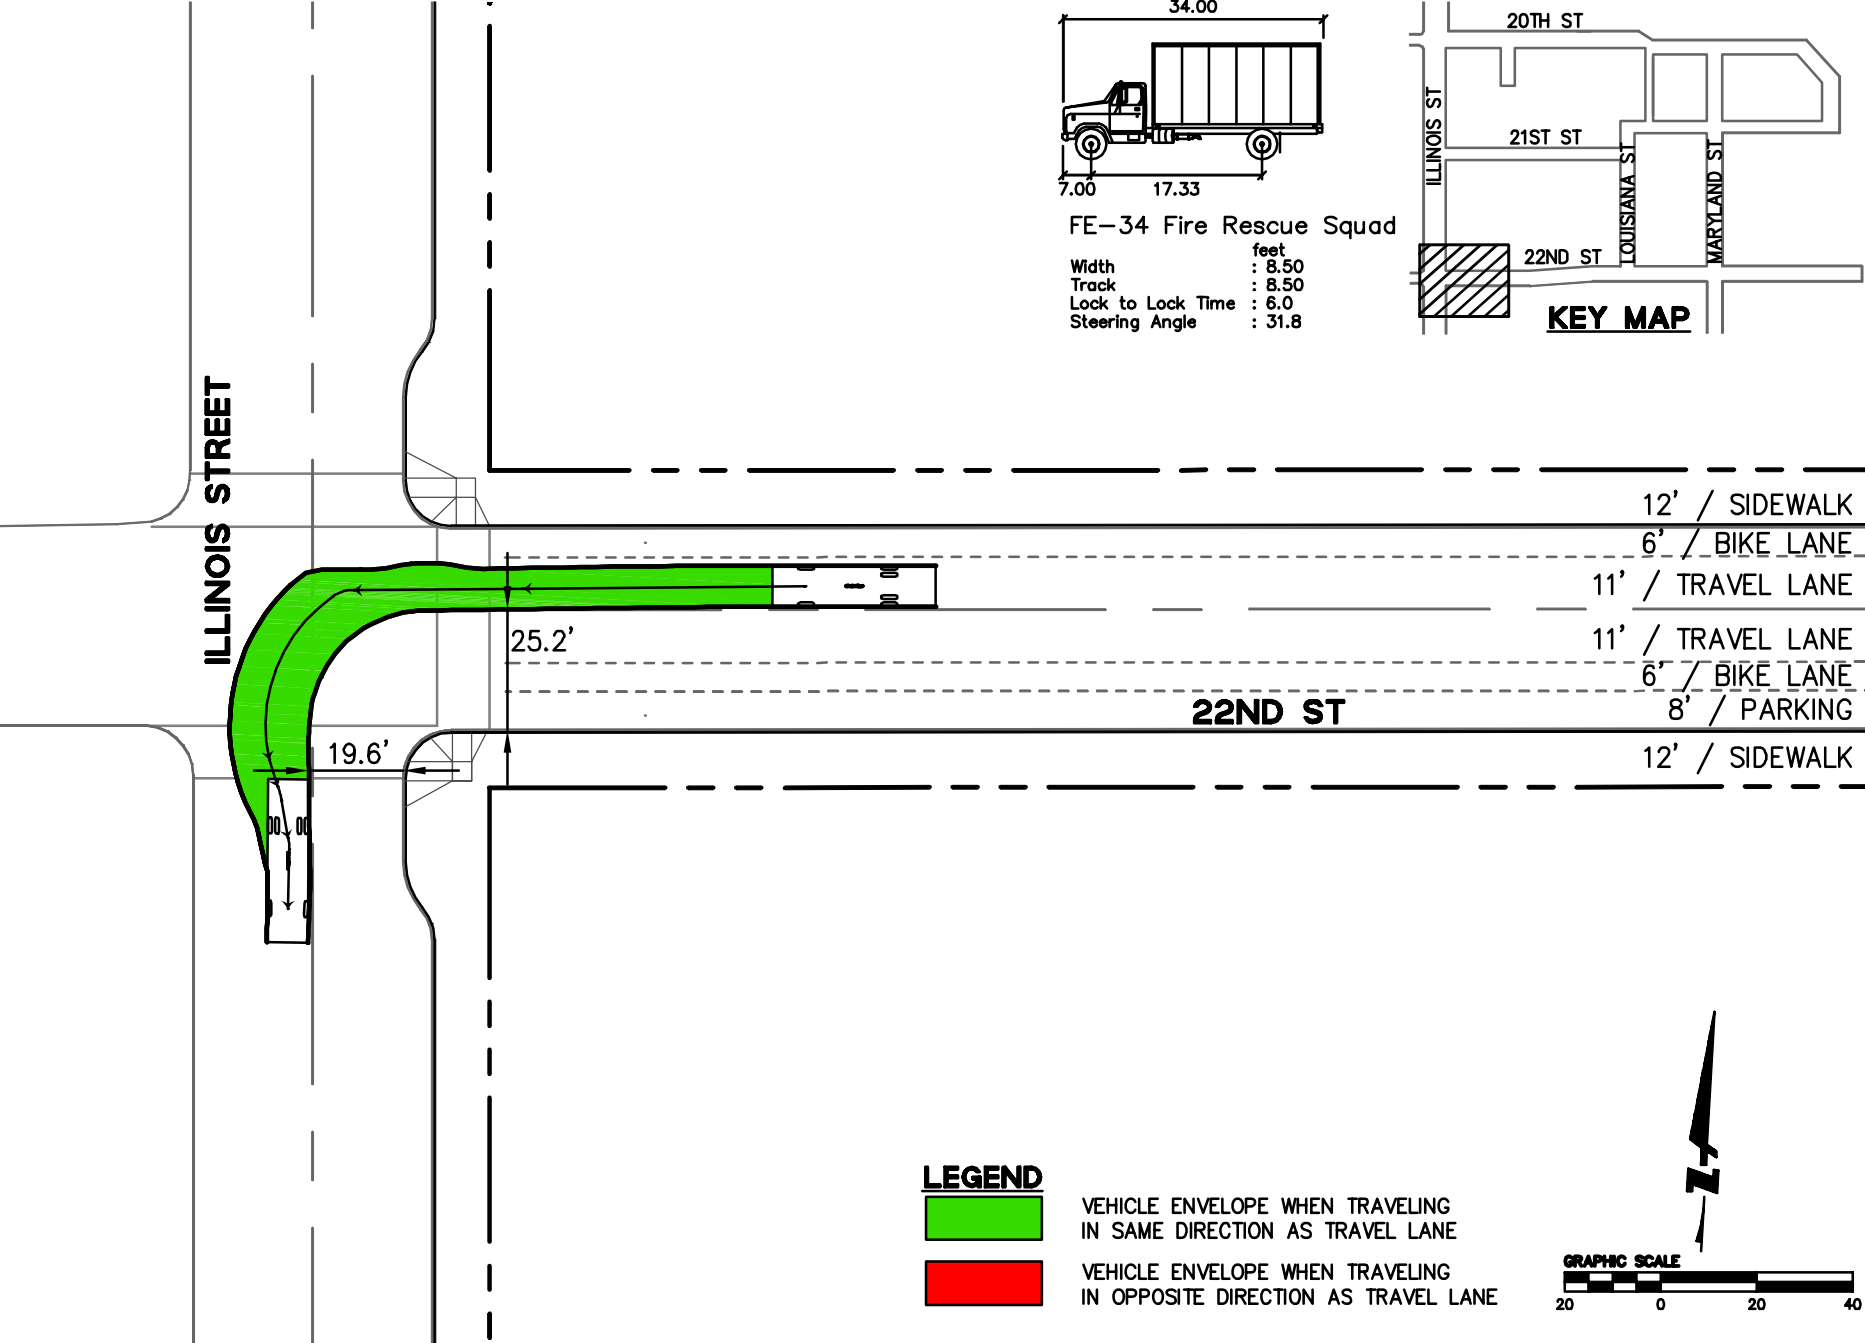 34.00
7.00
17.33
FE-34 Fire Rescue Squad
feet
Width : 8.50
Track : 8.50
Lock to Lock Time : 6.0
Steering Angle : 31.8
20TH ST
ILLINOIS ST
21ST ST
LOUISIANA ST
MARYLAND ST
22ND ST
KEY MAP
ILLINOIS STREET
12' / SIDEWALK
6' / BIKE LANE
11' / TRAVEL LANE
25.2'
11' / TRAVEL LANE
6' / BIKE LANE
22ND ST
8' / PARKING
19.6'
12' / SIDEWALK
LEGEND
VEHICLE ENVELOPE WHEN TRAVELING
IN SAME DIRECTION AS TRAVEL LANE
VEHICLE ENVELOPE WHEN TRAVELING
IN OPPOSITE DIRECTION AS TRAVEL LANE
N
GRAPHIC SCALE
20 0 20 40